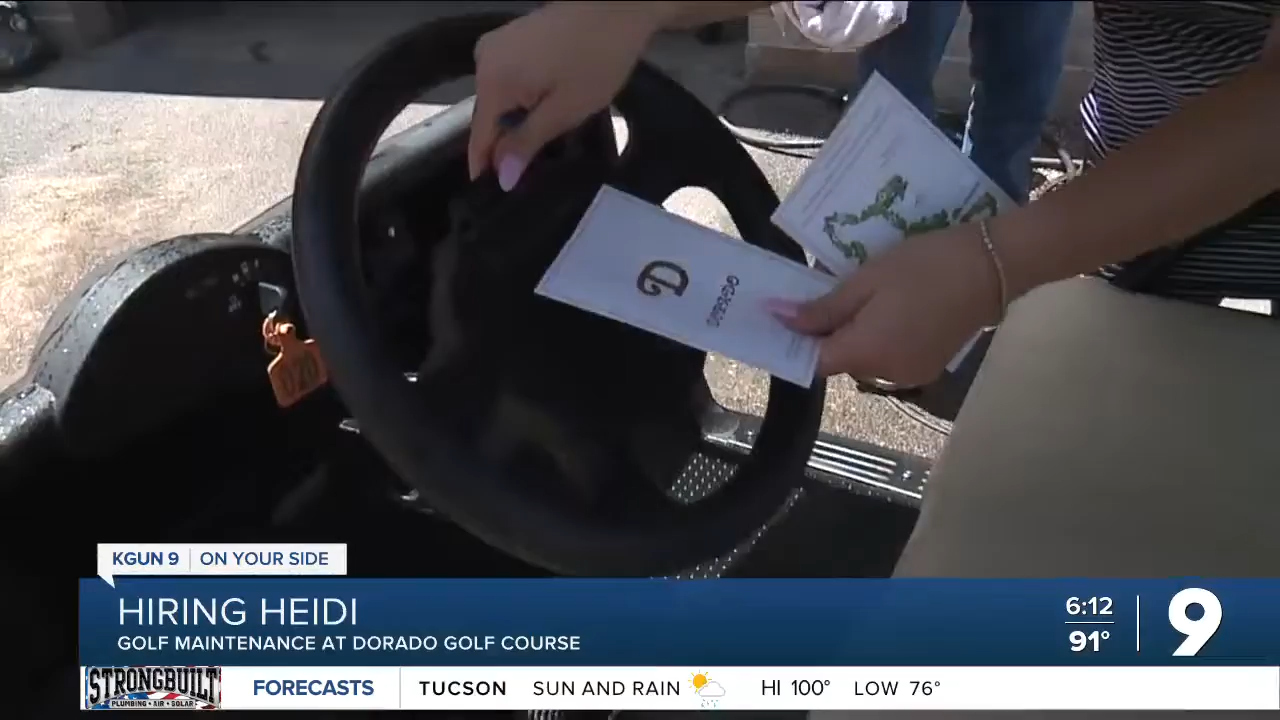 D
DORADO
020
KGUN 9 | ON YOUR SIDE
HIRING HEIDI
GOLF MAINTENANCE AT DORADO GOLF COURSE
6:12
91°
9
STRONGBUILT
PLUMBING • AIR • SOLAR
FORECASTS
TUCSON SUN AND RAIN HI 100° LOW 76°